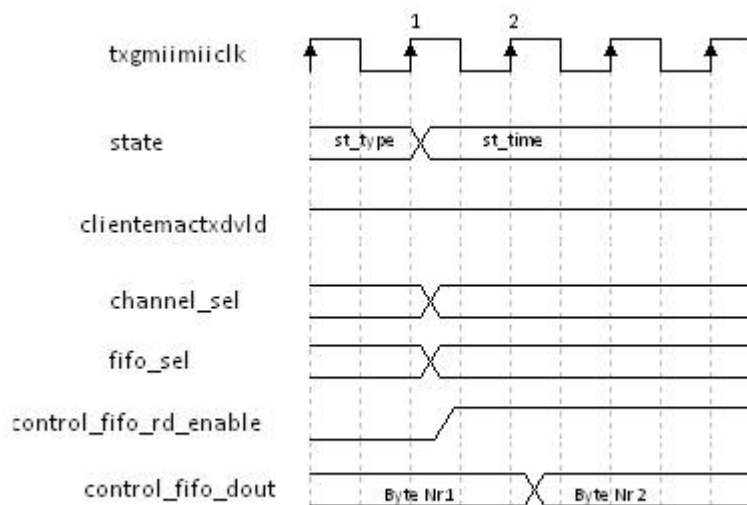 1 2
txgmiimiiclk
state st_type st_time
clientemactxdvld
channel_sel
fifo_sel
control_fifo_rd_enable
control_fifo_dout Byte Nr1 Byte Nr2